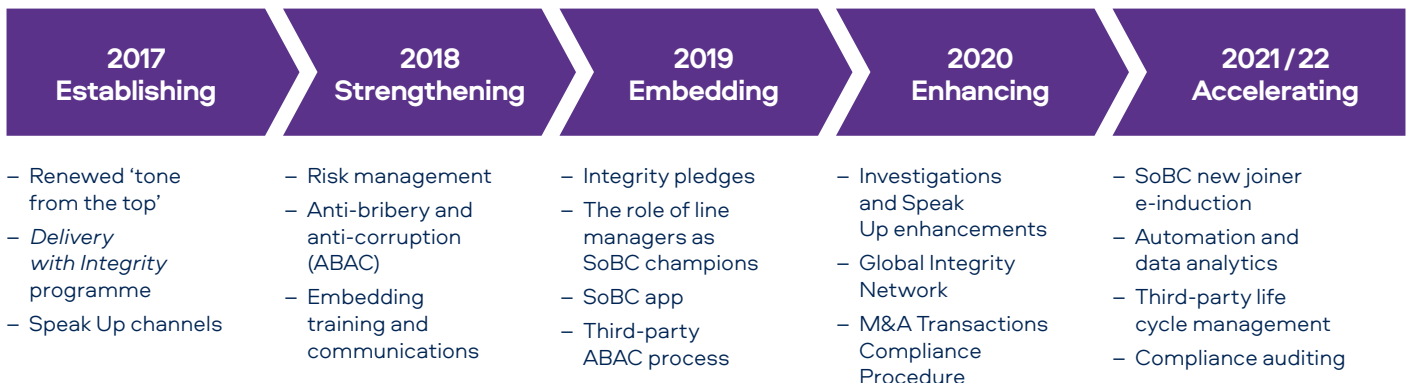 2017
Establishing
2018
Strengthening
2019
Embedding
2020
Enhancing
2021/22
Accelerating
– Renewed ‘tone
from the top’
– Delivery
with Integrity
programme
– Speak Up channels
– Risk management
– Anti-bribery and
anti-corruption
(ABAC)
– Embedding
training and
communications
– Integrity pledges
– The role of line
managers as
SoBC champions
– SoBC app
– Third-party
ABAC process
– Investigations
and Speak
Up enhancements
– Global Integrity
Network
– M&A Transactions
Compliance
Procedure
– SoBC new joiner
e-induction
– Automation and
data analytics
– Third-party life
cycle management
– Compliance auditing